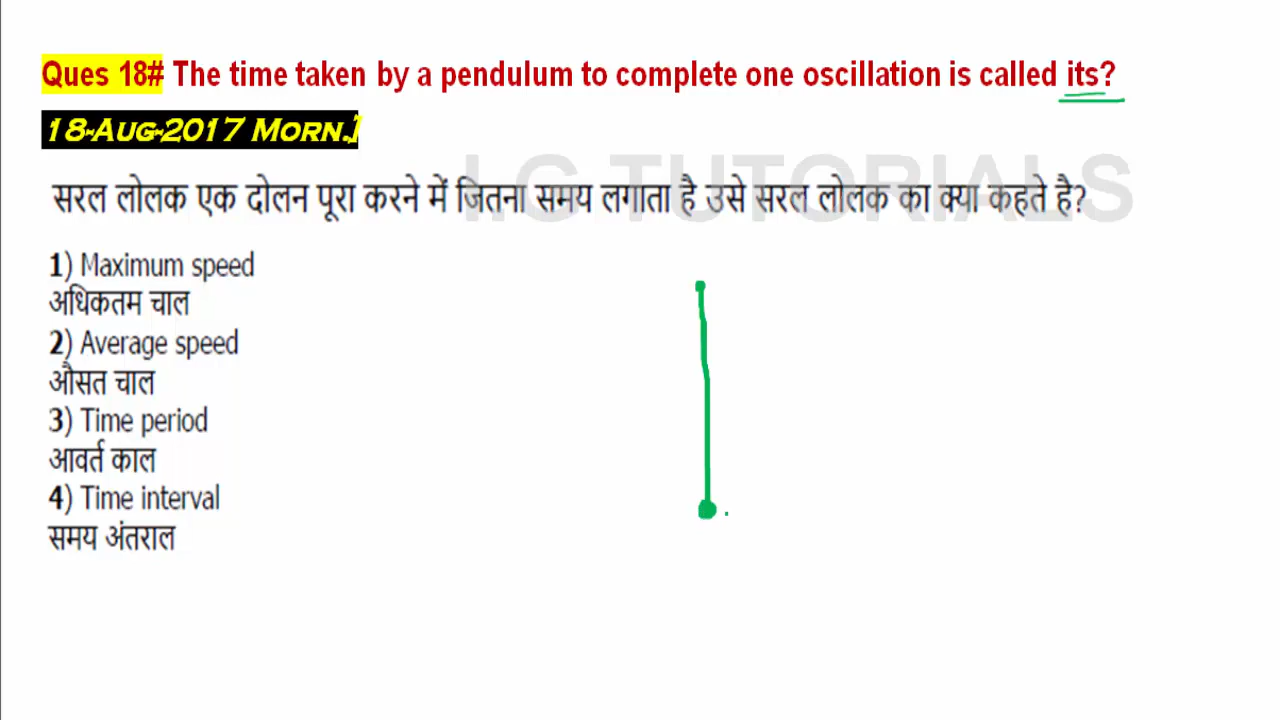 Ques 18# The time taken by a pendulum to complete one oscillation is called its?
18-Aug-2017 Morn.]
I.G TUTORIALS
सरल लोलक एक दोलन पूरा करने में जितना समय लगाता है उसे सरल लोलक का क्या कहते है?
1) Maximum speed
अधिकतम चाल
2) Average speed
औसत चाल
3) Time period
आवर्त काल
4) Time interval
समय अंतराल